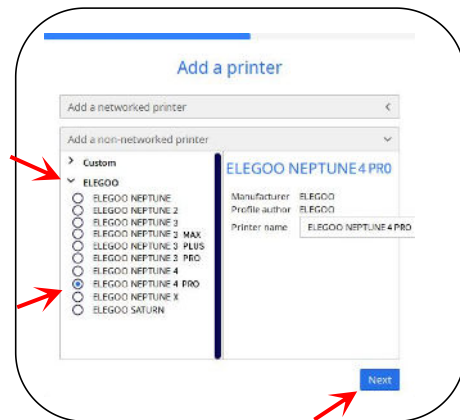 Add a printer
Add a networked printer
Add a non-networked printer
Custom
ELEGOO
ELEGOO NEPTUNE
ELEGOO NEPTUNE 2
ELEGOO NEPTUNE 3
ELEGOO NEPTUNE 3 MAX
ELEGOO NEPTUNE 3 PLUS
ELEGOO NEPTUNE 3 PRO
ELEGOO NEPTUNE 4
ELEGOO NEPTUNE 4 PRO
ELEGOO NEPTUNE X
ELEGOO SATURN
ELEGOO NEPTUNE4 PRO
Manufacturer ELEGOO
Profile author ELEGOO
Printer name ELEGOO NEPTUNE 4 PRO
Next